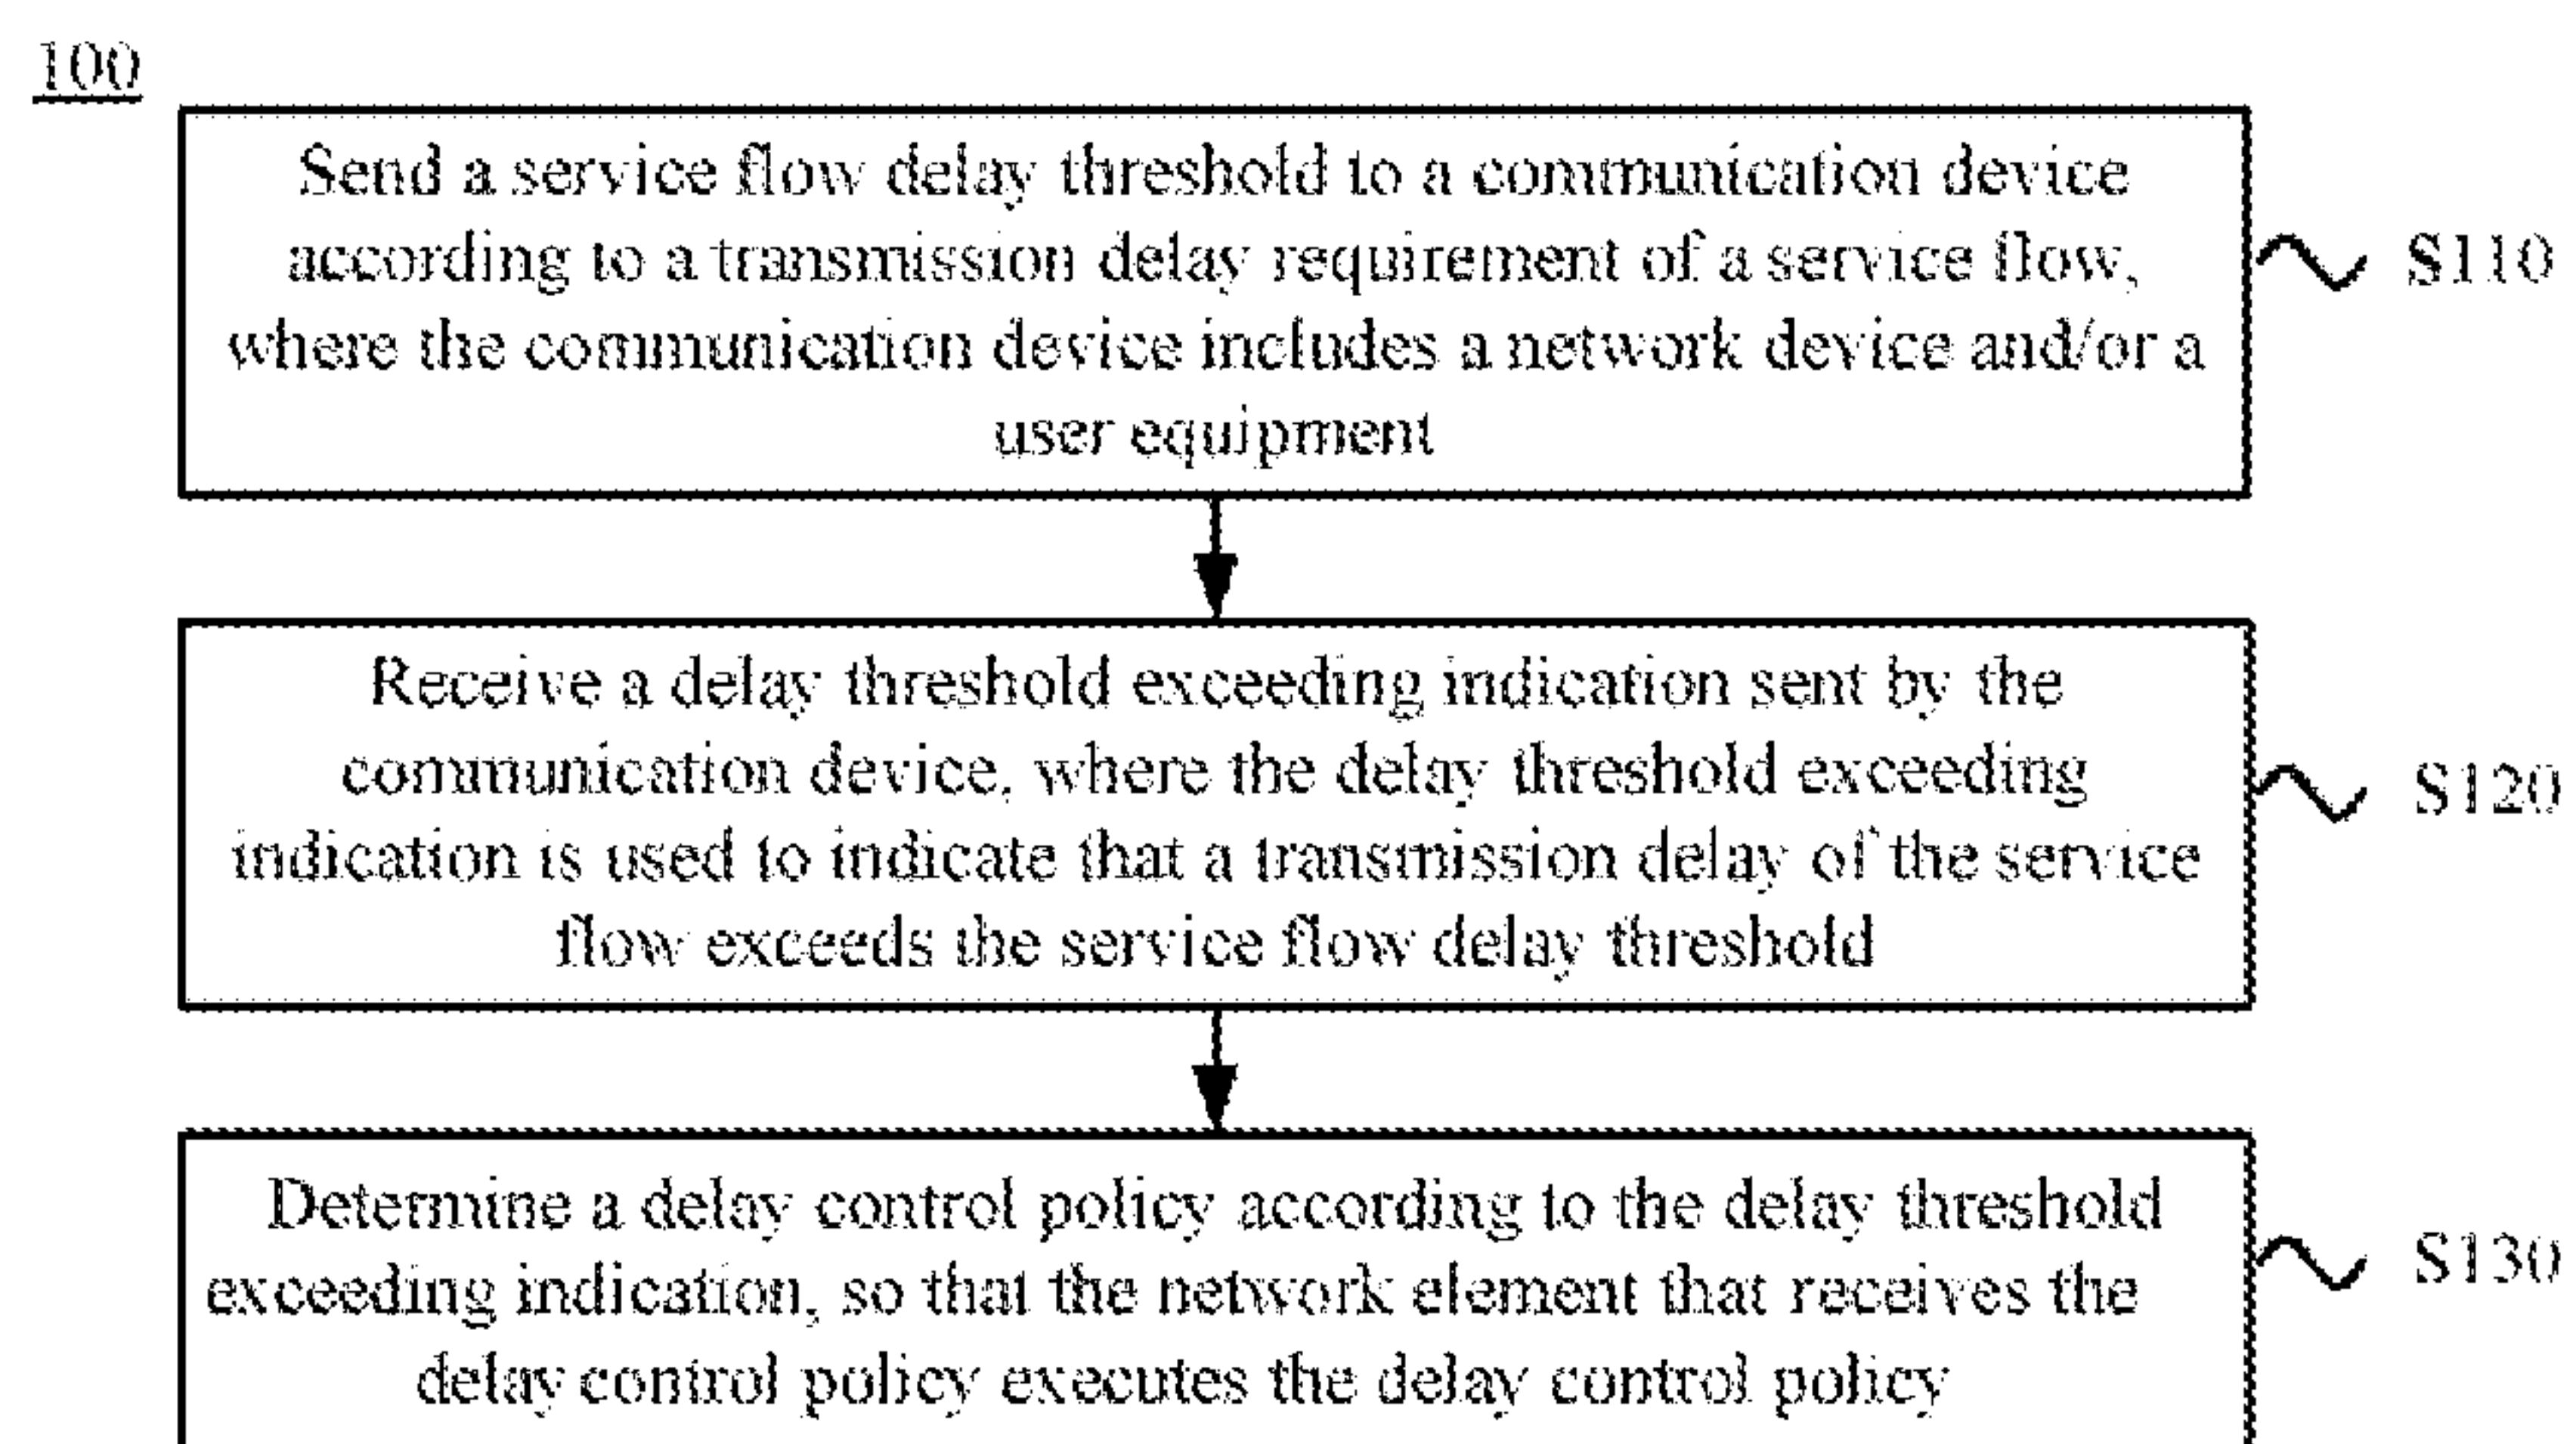 100
Send a service flow delay threshold to a communication device
according to a transmission delay requirement of a service flow,
where the communication device includes a network device and/or a
user equipment
S110
Receive a delay threshold exceeding indication sent by the
communication device, where the delay threshold exceeding
indication is used to indicate that a transmission delay of the service
flow exceeds the service flow delay threshold
S120
Determine a delay control policy according to the delay threshold
exceeding indication, so that the network element that receives the
delay control policy executes the delay control policy
S130